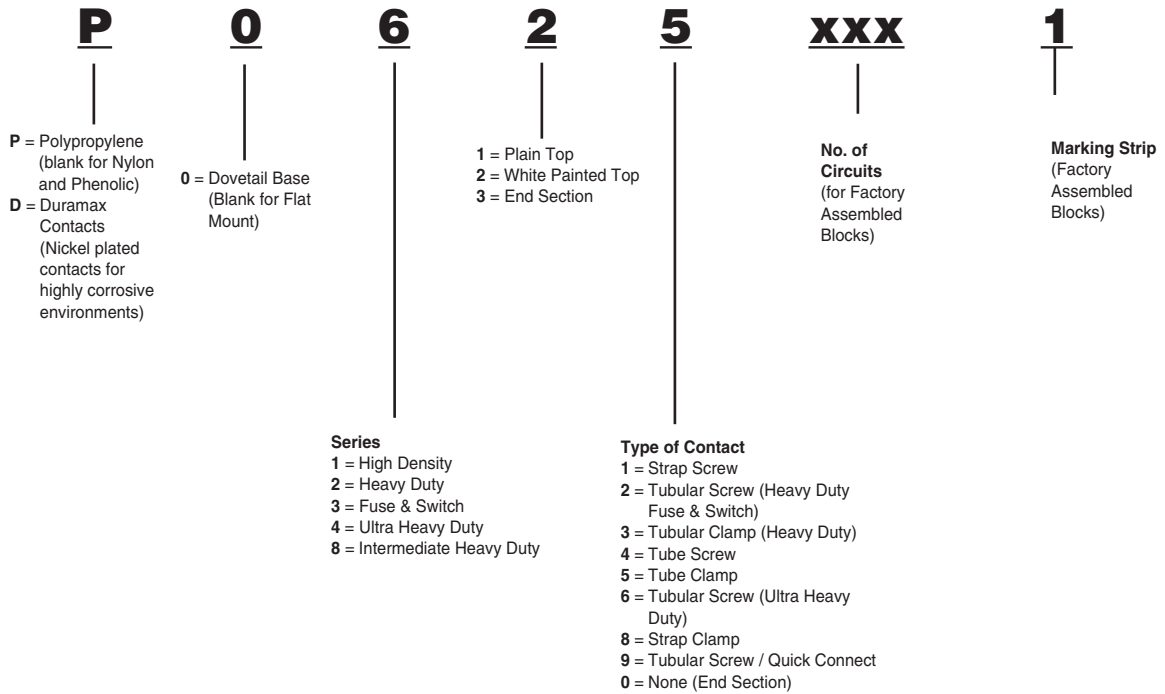 P 0 6 2 5 XXX 1
P = Polypropylene
(blank for Nylon
and Phenolic)
D = Duramax
Contacts
(Nickel plated
contacts for
highly corrosive
environments)
0 = Dovetail Base
(Blank for Flat
Mount)
1 = Plain Top
2 = White Painted Top
3 = End Section
No. of
Circuits
(for Factory
Assembled
Blocks)
Marking Strip
(Factory
Assembled
Blocks)
Series
1 = High Density
2 = Heavy Duty
3 = Fuse & Switch
4 = Ultra Heavy Duty
8 = Intermediate Heavy Duty
Type of Contact
1 = Strap Screw
2 = Tubular Screw (Heavy Duty
Fuse & Switch)
3 = Tubular Clamp (Heavy Duty)
4 = Tube Screw
5 = Tube Clamp
6 = Tubular Screw (Ultra Heavy
Duty)
8 = Strap Clamp
9 = Tubular Screw / Quick Connect
0 = None (End Section)